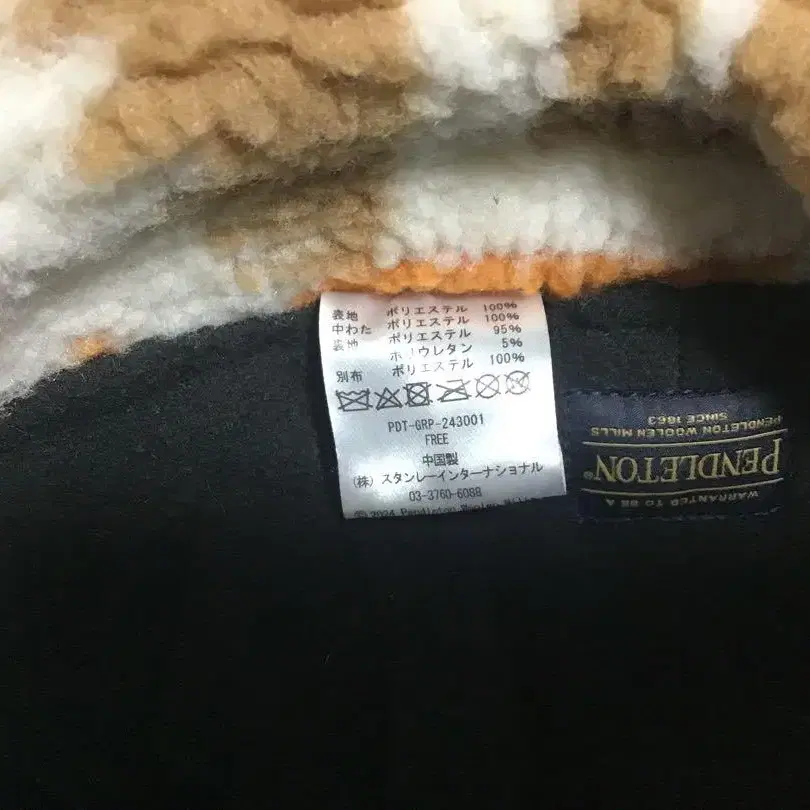 表地 ポリエステル 100%
中わた ポリエステル 100%
裏地 ポリエステル 95%
ポリウレタン 5%
別布 ポリエステル 100%
PDT-GRP-243001
FREE
中国製
(株) スタンレーインターナショナル
03-3760-6088
© 2024 Pendleton Woolen
WARRANTED TO BE A
PENDLETON®
SINCE 1863
PENDLETON WOOLEN MILLS